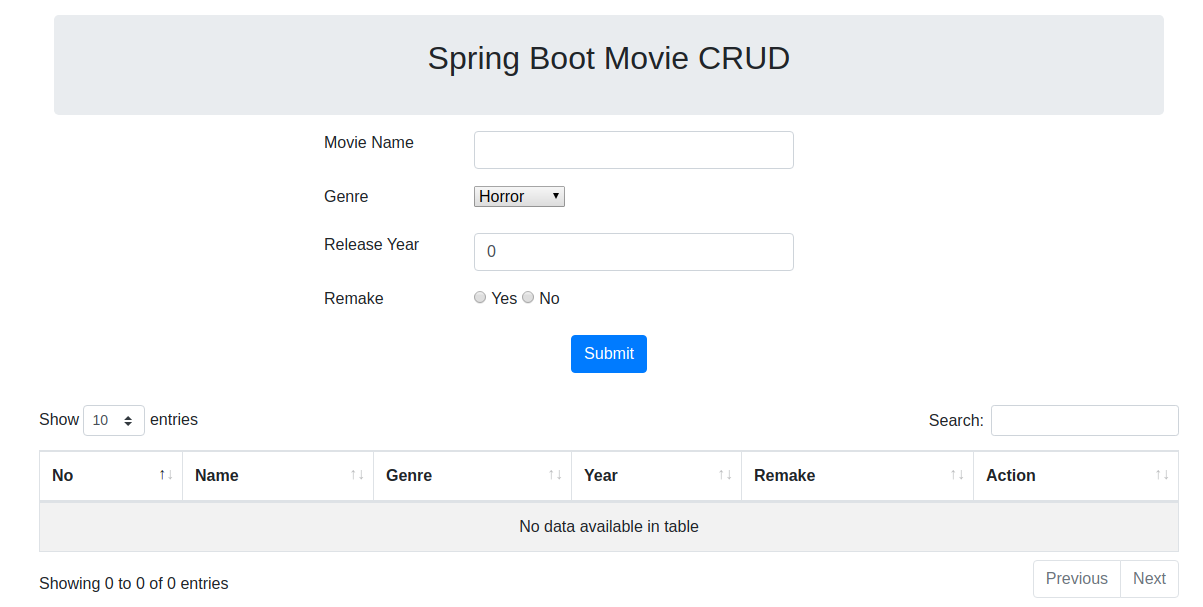 Spring Boot Movie CRUD
Movie Name
Genre Horror
Release Year 0
Remake Yes No
Submit
Show 10 entries Search:
No Name Genre Year Remake Action
No data available in table
Showing 0 to 0 of 0 entries Previous Next